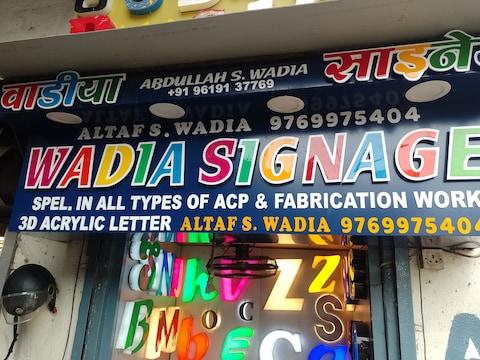 वाडीया
ABDULLAH S. WADIA
+91 96191 37769
साइने
ALTAF S. WADIA 9769975404
WADIA SIGNAGE
SPEL. IN ALL TYPES OF ACP & FABRICATION WORK
3D ACRYLIC LETTER ALTAF S. WADIA 9769975404